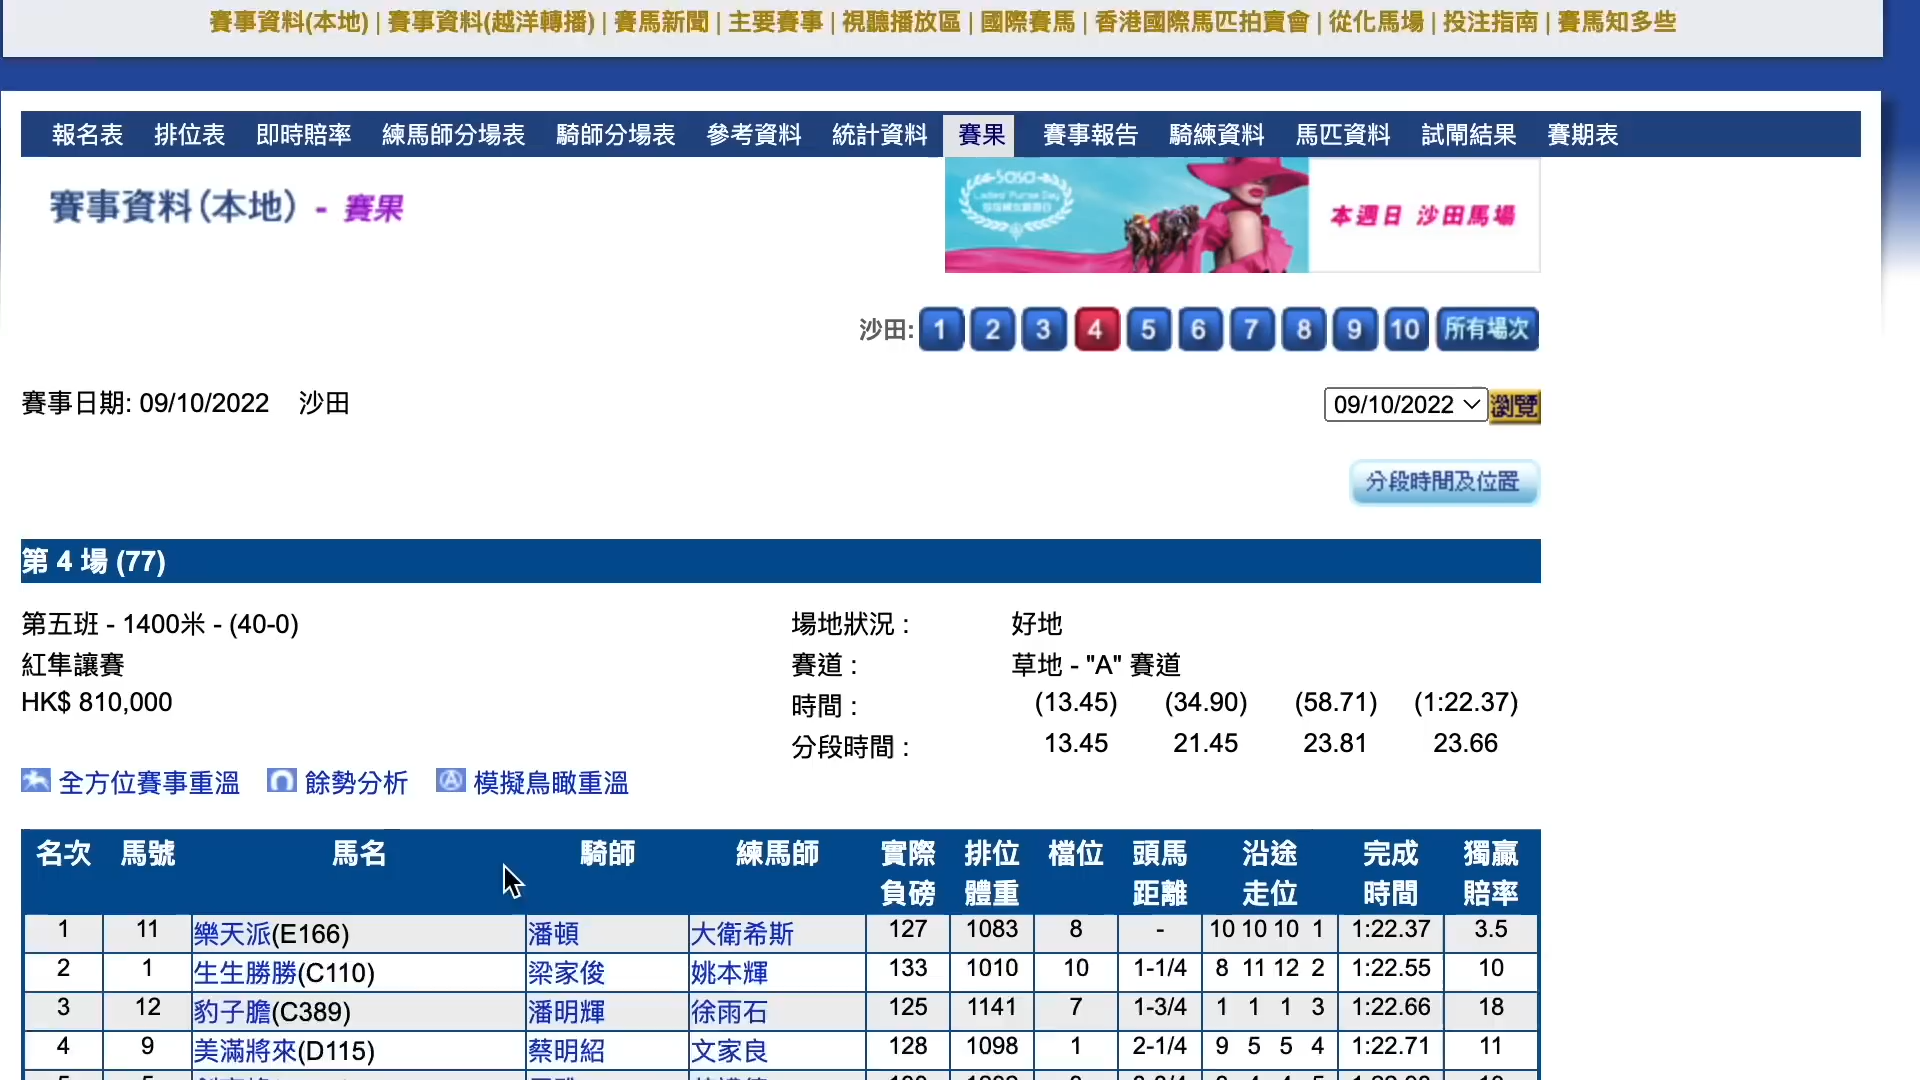 賽事資料(本地) | 賽事資料(越洋轉播) | 賽馬新聞 | 主要賽事 | 視聽播放區 | 國際賽馬 | 香港國際馬匹拍賣會 | 從化馬場 | 投注指南 | 賽馬知多些
報名表 排位表 即時賠率 練馬師分場表 騎師分場表 參考資料 統計資料 賽果 賽事報告 騎練資料 馬匹資料 試閘結果 賽期表
賽事資料(本地) - 賽果
Sasa
Ladies' Purse Day
本週日 沙田馬場
沙田: 1 2 3 4 5 6 7 8 9 10 所有場次
賽事日期: 09/10/2022 沙田
09/10/2022 瀏覽
分段時間及位置
第 4 場 (77)
第五班 - 1400米 - (40-0) 場地狀況 : 好地
紅隼讓賽 賽道 : 草地 - "A" 賽道
HK$ 810,000 時間 : (13.45) (34.90) (58.71) (1:22.37)
分段時間 : 13.45 21.45 23.81 23.66
全方位賽事重溫 餘勢分析 模擬鳥瞰重溫
名次 馬號 馬名 騎師 練馬師 實際負磅 排位體重 檔位 頭馬距離 沿途走位 完成時間 獨贏賠率
1 11 樂天派(E166) 潘頓 大衛希斯 127 1083 8 - 10 10 10 1 1:22.37 3.5
2 1 生生勝勝(C110) 梁家俊 姚本輝 133 1010 10 1-1/4 8 11 12 2 1:22.55 10
3 12 豹子膽(C389) 潘明輝 徐雨石 125 1141 7 1-3/4 1 1 1 3 1:22.66 18
4 9 美滿將來(D115) 蔡明紹 文家良 128 1098 1 2-1/4 9 5 5 4 1:22.71 11